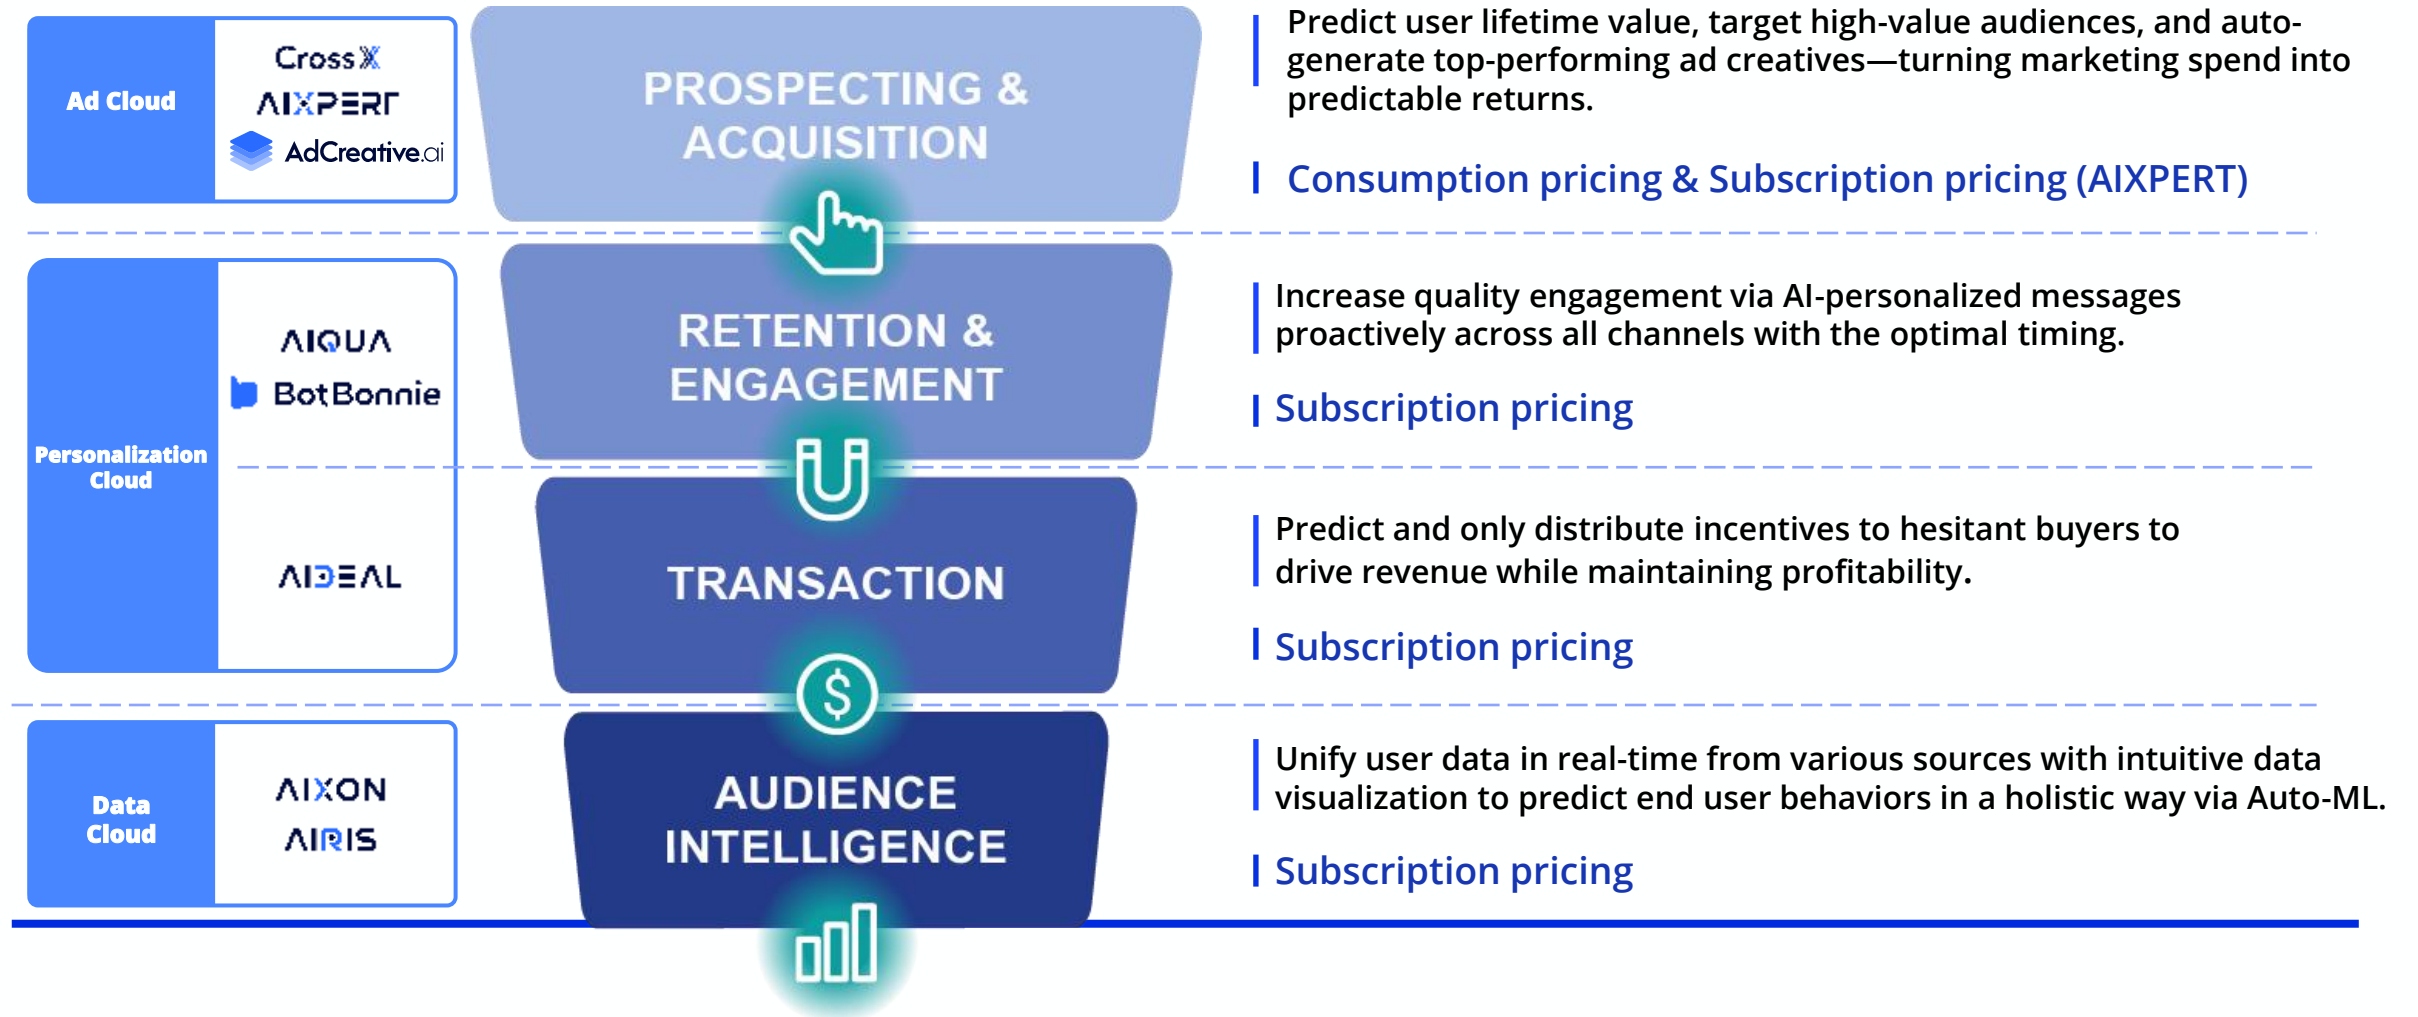 Ad Cloud
CrossX
AIXPERT
AdCreative.ai
PROSPECTING &
ACQUISITION
Predict user lifetime value, target high-value audiences, and auto-
generate top-performing ad creatives—turning marketing spend into
predictable returns.
Consumption pricing & Subscription pricing (AIXPERT)
Personalization
Cloud
AIQUA
BotBonnie
RETENTION &
ENGAGEMENT
Increase quality engagement via AI-personalized messages
proactively across all channels with the optimal timing.
Subscription pricing
AIDEAL
TRANSACTION
Predict and only distribute incentives to hesitant buyers to
drive revenue while maintaining profitability.
Subscription pricing
$
Data
Cloud
AIXON
AIRIS
AUDIENCE
INTELLIGENCE
Unify user data in real-time from various sources with intuitive data
visualization to predict end user behaviors in a holistic way via Auto-ML.
Subscription pricing